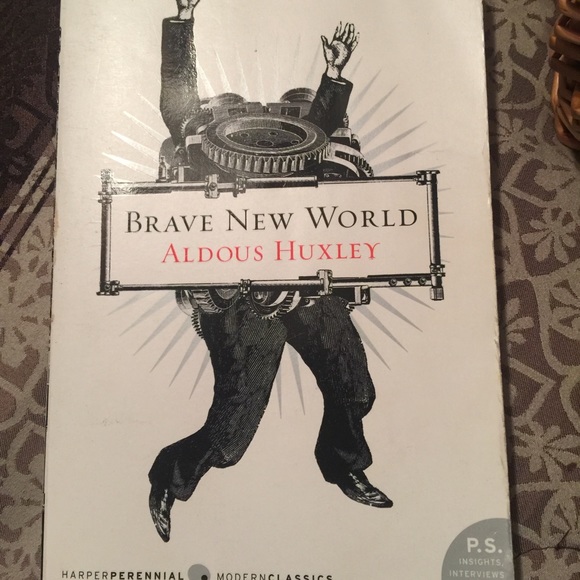 BRAVE NEW WORLD
ALDOUS HUXLEY
P.S.
INSIGHTS,
INTERVIEWS
HARPERPERENNIAL MODERNCLASSICS